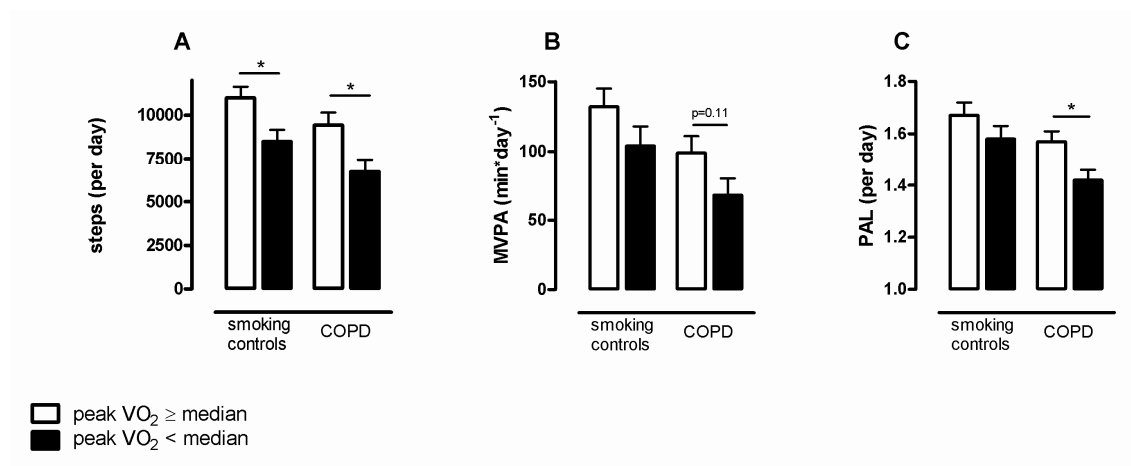 A
B
C
steps (per day)
10000
7500
5000
2500
0
*
*
smoking
controls
COPD
MVPA (min*day⁻¹)
150
100
50
0
p=0.11
smoking
controls
COPD
PAL (per day)
1.8
1.6
1.4
1.2
1.0
*
smoking
controls
COPD
peak VO₂ ≥ median
peak VO₂ < median